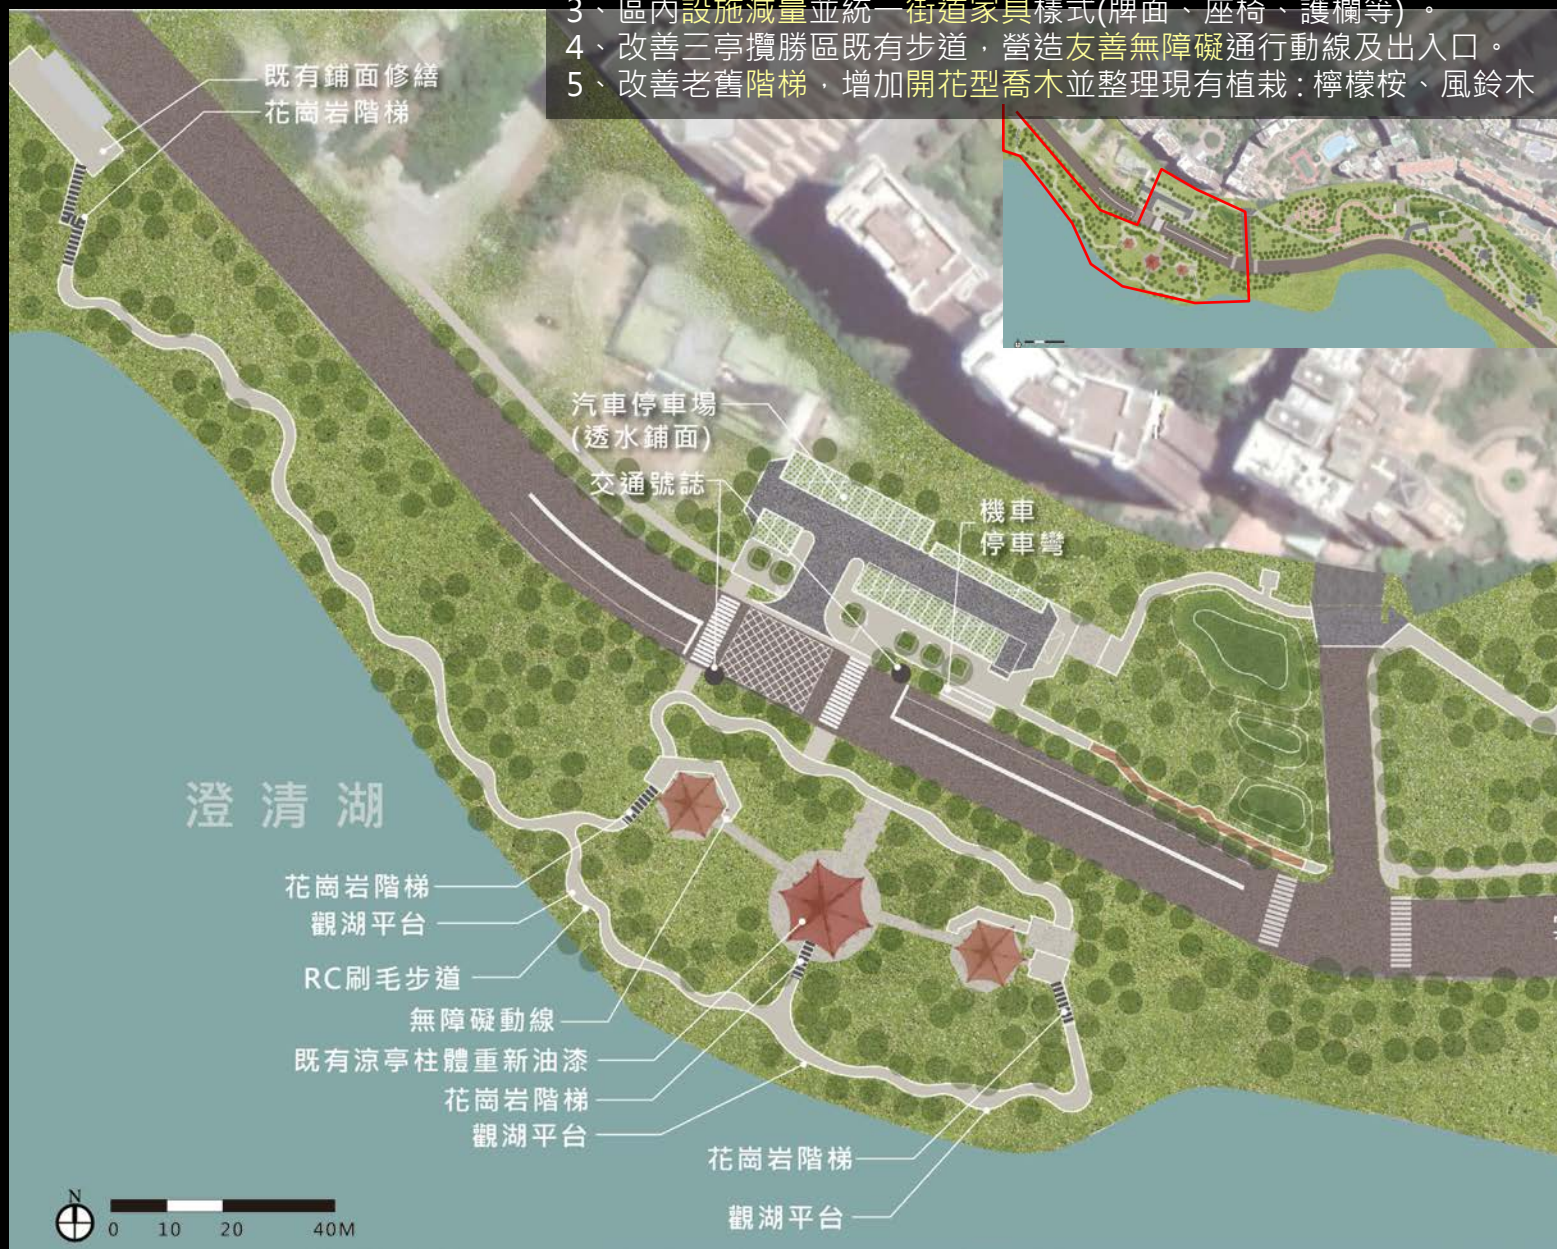 3、區內設施減量並統一街道家具樣式(牌面、座椅、護欄等)。
4、改善三亭攬勝區既有步道，營造友善無障礙通行動線及出入口。
5、改善老舊階梯，增加開花型喬木並整理現有植栽:檸檬桉、風鈴木
既有鋪面修繕
花崗岩階梯
汽車停車場
(透水鋪面)
交通號誌
機車
停車彎
澄清湖
花崗岩階梯
觀湖平台
RC刷毛步道
無障礙動線
既有涼亭柱體重新油漆
花崗岩階梯
觀湖平台
花崗岩階梯
觀湖平台
N
0 10 20 40M